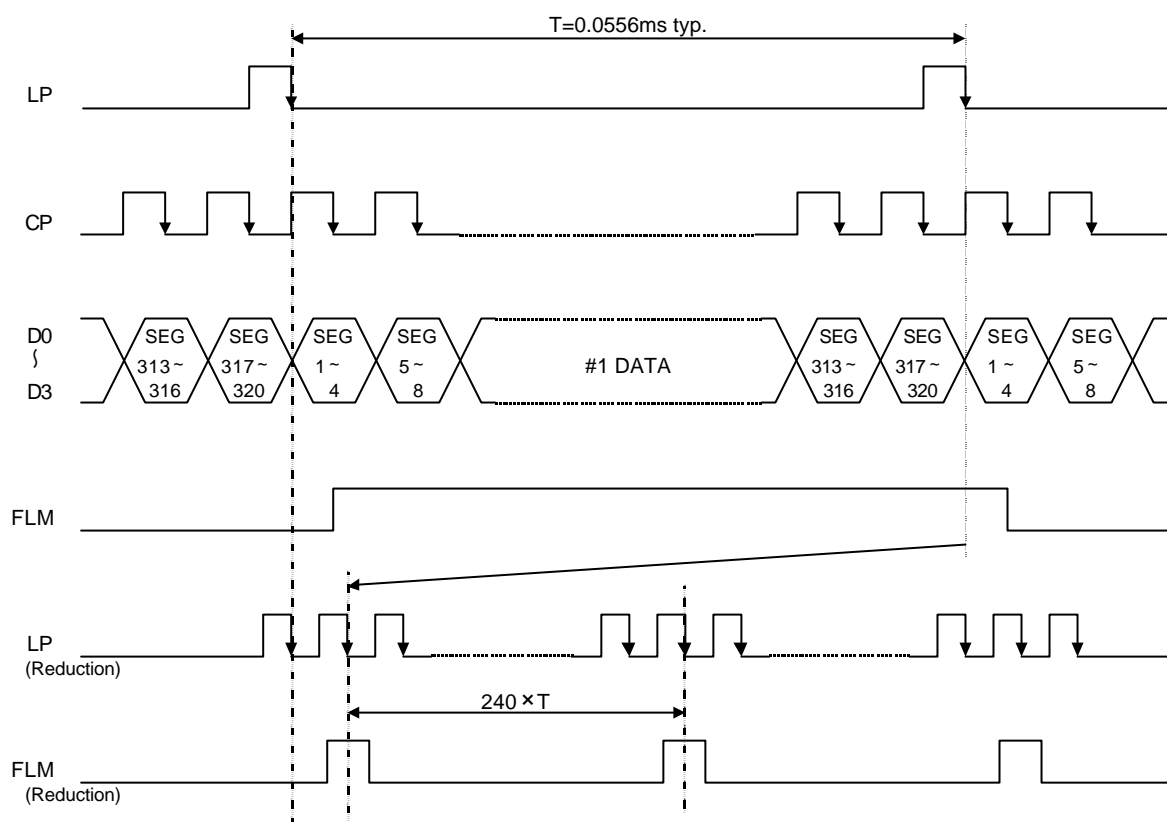 T=0.0556ms typ.
LP
CP
D0
~
D3
SEG
313~
316
SEG
317~
320
SEG
1~
4
SEG
5~
8
#1 DATA
SEG
313~
316
SEG
317~
320
SEG
1~
4
SEG
5~
8
FLM
LP
(Reduction)
240×T
FLM
(Reduction)